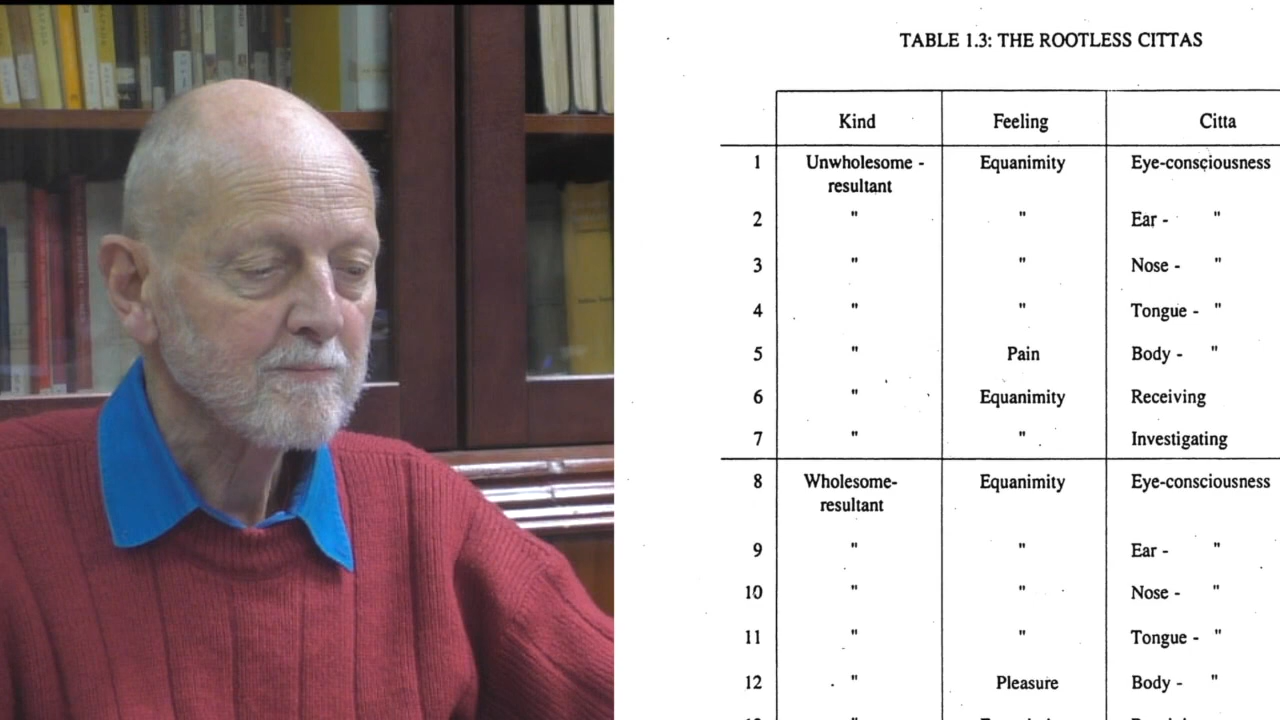 TABLE 1.3: THE ROOTLESS CITTAS
Kind Feeling Citta
1 Unwholesome - Equanimity Eye-consciousness
resultant
2 " " Ear - "
3 " " Nose - "
4 " " Tongue - "
5 " Pain Body - "
6 " Equanimity Receiving
7 " " Investigating
8 Wholesome- Equanimity Eye-consciousness
resultant
9 " " Ear - "
10 " " Nose - "
11 " " Tongue - "
12 " Pleasure Body - "